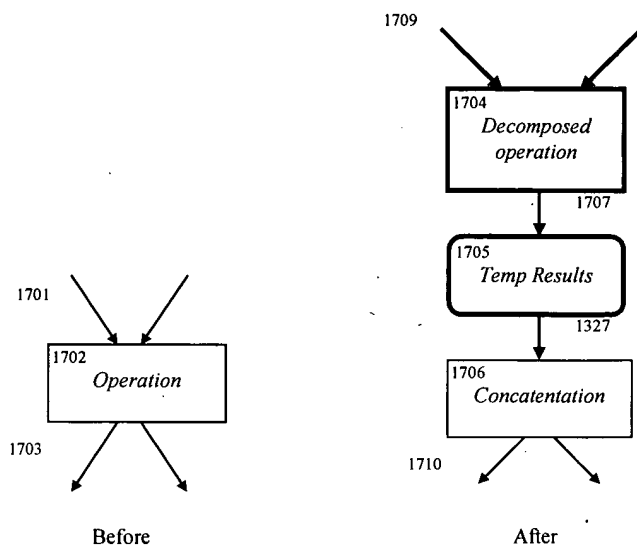 1709
1704
Decomposed
operation
1707
1705
Temp Results
1701
1327
1702
Operation
1706
Concatentation
1703
1710
Before
After